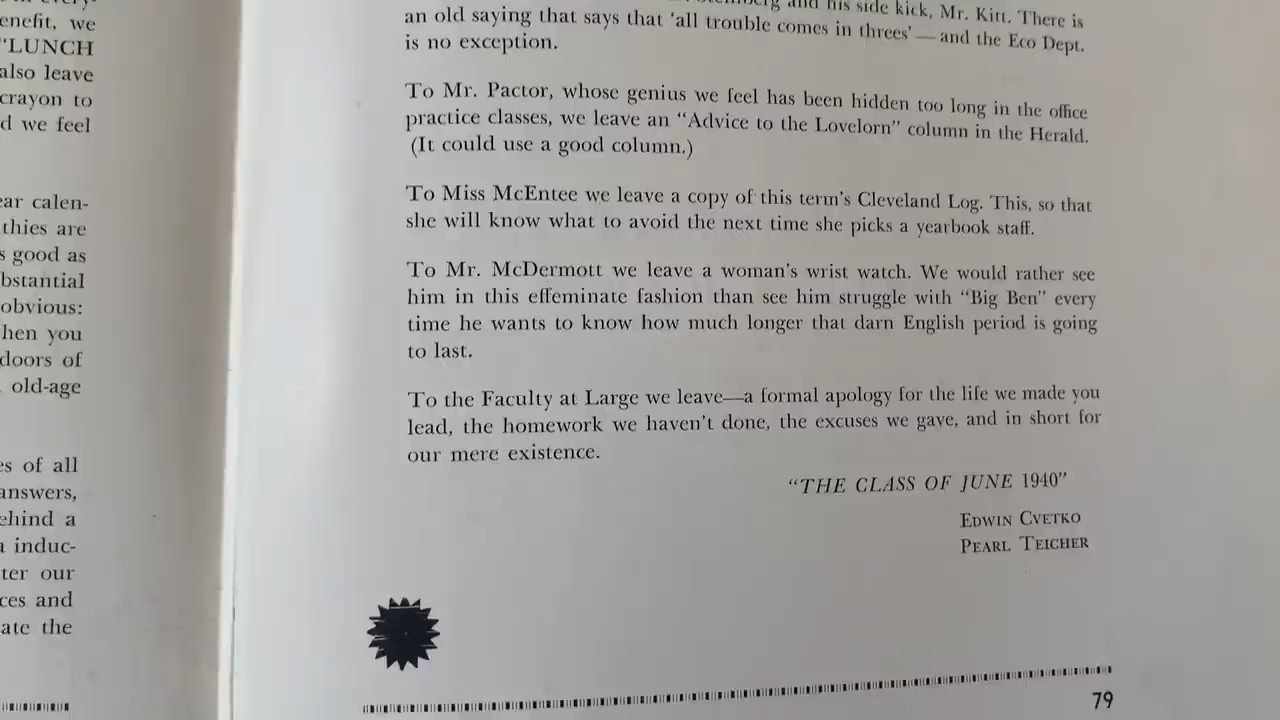 enefit, we
"LUNCH
also leave
crayon to
d we feel
ear calen-
thies are
s good as
bstantial
obvious:
hen you
doors of
old-age
es of all
answers,
ehind a
a induc-
ter our
ces and
ate the
and his side kick, Mr. Kitt. There is
an old saying that says that 'all trouble comes in threes' — and the Eco Dept.
is no exception.
To Mr. Pactor, whose genius we feel has been hidden too long in the office
practice classes, we leave an "Advice to the Lovelorn" column in the Herald.
(It could use a good column.)
To Miss McEntee we leave a copy of this term's Cleveland Log. This, so that
she will know what to avoid the next time she picks a yearbook staff.
To Mr. McDermott we leave a woman's wrist watch. We would rather see
him in this effeminate fashion than see him struggle with "Big Ben" every
time he wants to know how much longer that darn English period is going
to last.
To the Faculty at Large we leave—a formal apology for the life we made you
lead, the homework we haven't done, the excuses we gave, and in short for
our mere existence.
"THE CLASS OF JUNE 1940"
EDWIN CVETKO
PEARL TEICHER
79